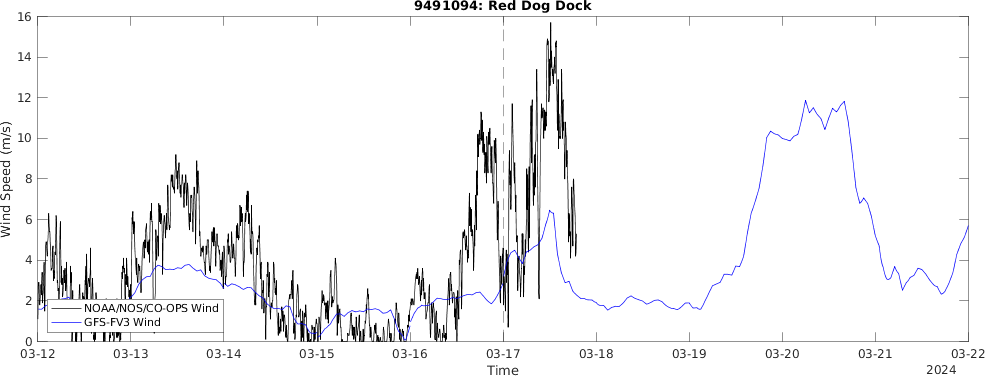 9491094: Red Dog Dock
Wind Speed (m/s)
16
14
12
10
8
6
4
2
0
NOAA/NOS/CO-OPS Wind
GFS-FV3 Wind
03-12 03-13 03-14 03-15 03-16 03-17 03-18 03-19 03-20 03-21 03-22
Time
2024